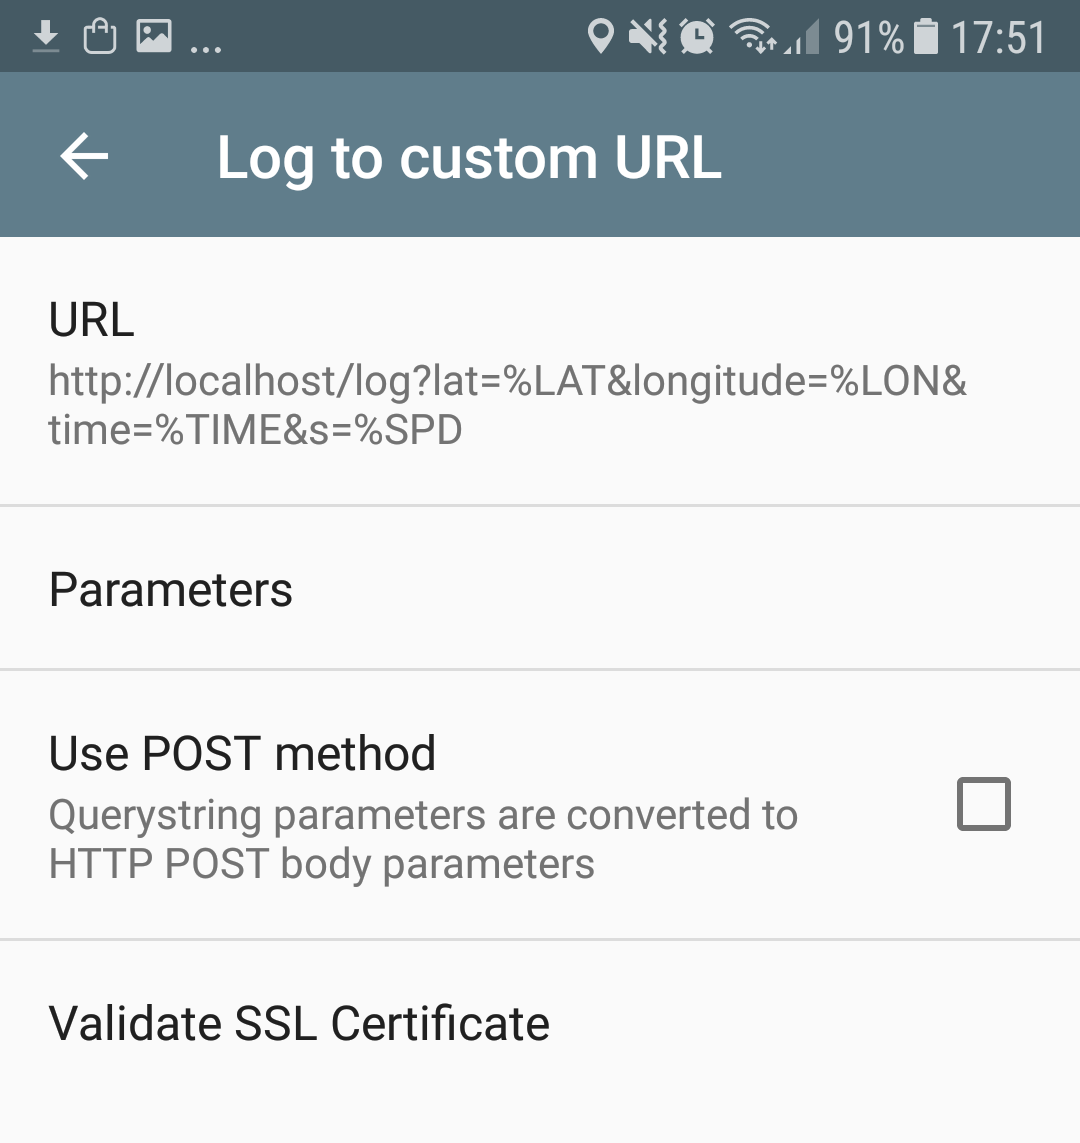 ... 91% 17:51
Log to custom URL
URL
http://localhost/log?lat=%LAT&longitude=%LON&
time=%TIME&s=%SPD
Parameters
Use POST method
Querystring parameters are converted to
HTTP POST body parameters
Validate SSL Certificate